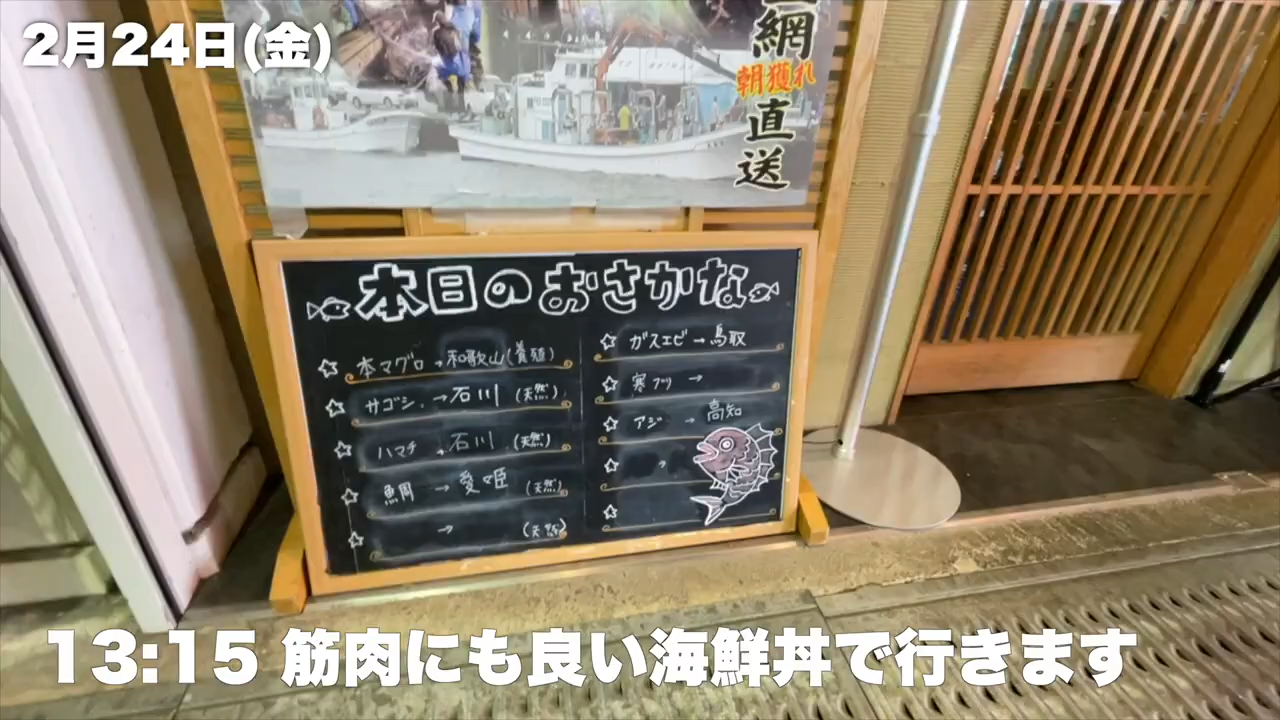 2月24日(金)
網
朝獲れ
直送
本日のおさかな
本マグロ→和歌山(養殖)
サゴシ→石川(天然)
ハマチ→石川(天然)
鯛→愛姫(天然)
→(天然)
ガスエビ→鳥取
寒ブリ→
アジ→高知
13:15 筋肉にも良い海鮮丼で行きます